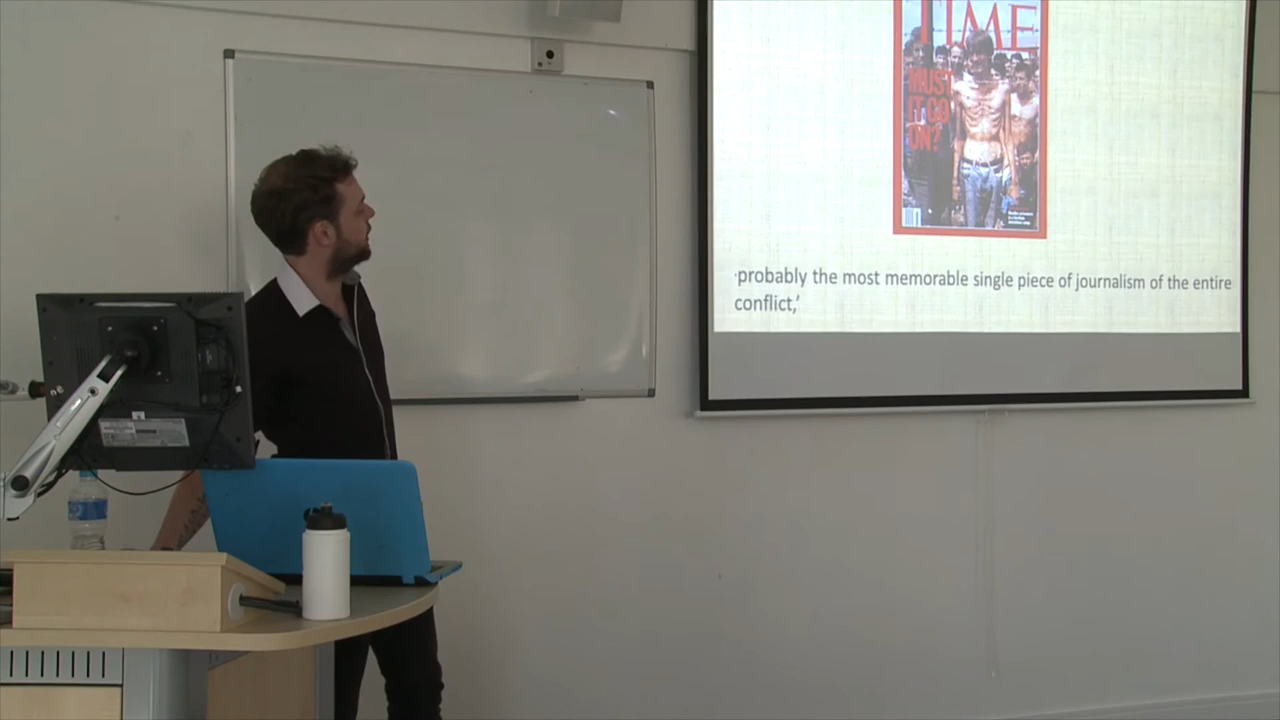 TIME
MUST
IT GO
ON?
'probably the most memorable single piece of journalism of the entire
conflict,'